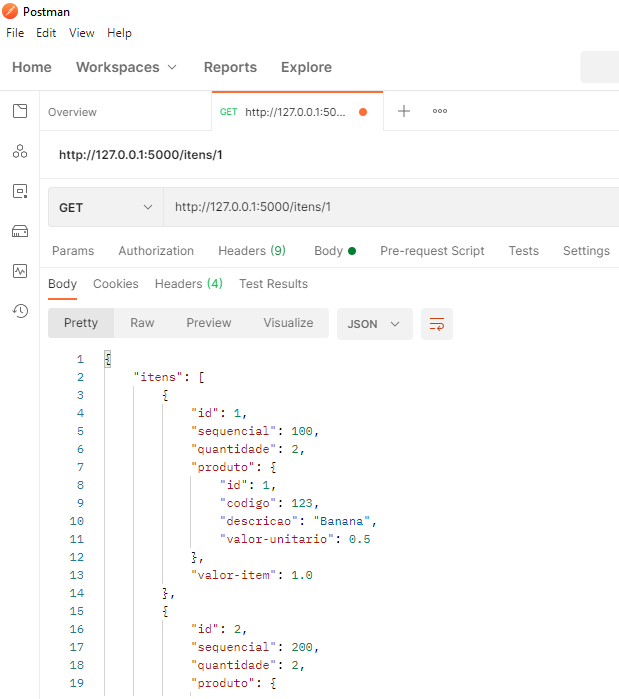 Postman
File Edit View Help
Home Workspaces Reports Explore
Overview GET http://127.0.0.1:50...
http://127.0.0.1:5000/itens/1
GET http://127.0.0.1:5000/itens/1
Params Authorization Headers (9) Body Pre-request Script Tests Settings
Body Cookies Headers (4) Test Results
Pretty Raw Preview Visualize JSON
1 {
2 "itens": [
3 {
4 "id": 1,
5 "sequencial": 100,
6 "quantidade": 2,
7 "produto": {
8 "id": 1,
9 "codigo": 123,
10 "descricao": "Banana",
11 "valor-unitario": 0.5
12 },
13 "valor-item": 1.0
14 },
15 {
16 "id": 2,
17 "sequencial": 200,
18 "quantidade": 2,
19 "produto": {